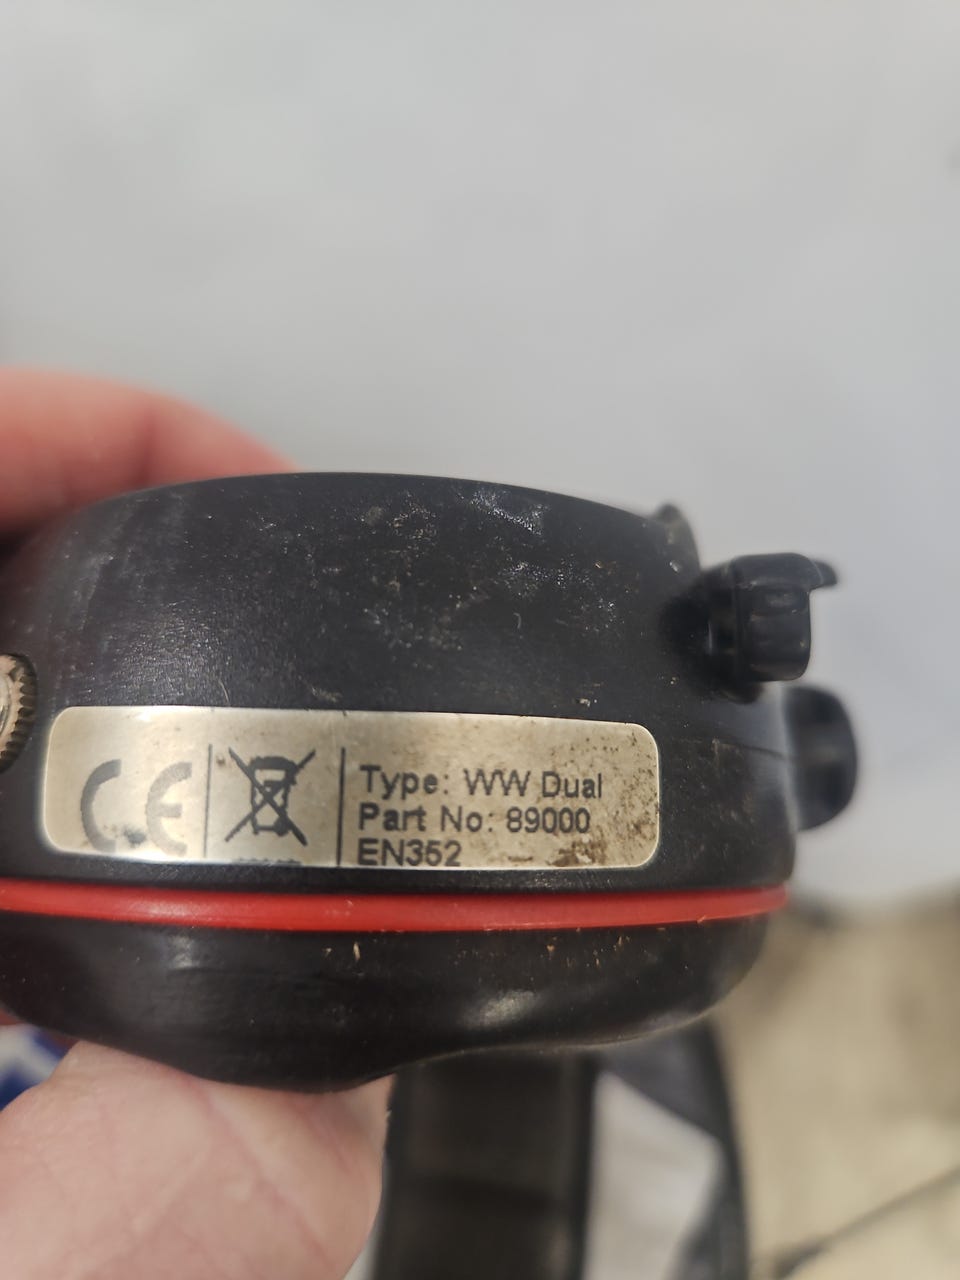 CE
Type: WW Dual
Part No: 89000
EN352